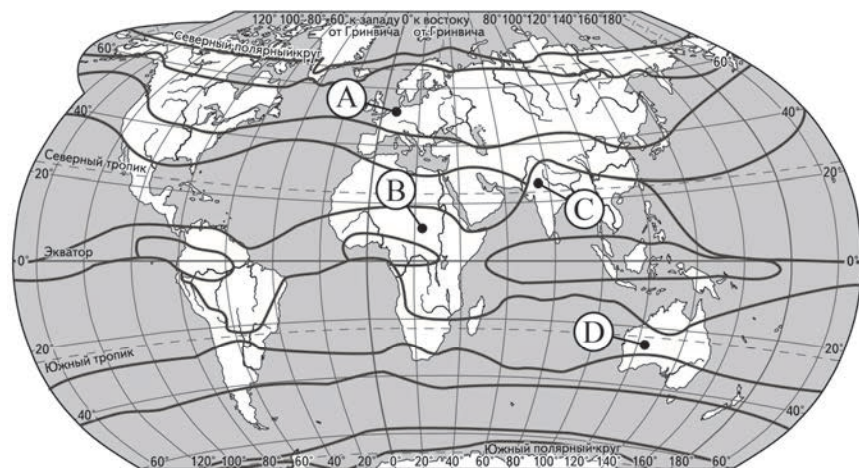 120° 100° 80° 60° к западу 0° к востоку 80° 100° 120° 140° 160° 180°
от Гринвича от Гринвича
Северный полярный круг
60° 60°
A
40° 40°
Северный тропик
20° 20°
B
C
Экватор
0° 0°
D
20° 20°
Южный тропик
40° 40°
Южный полярный круг
60° 160° 140° 120° 100° 80° 60° 40° 20° 0° 20° 40° 60° 80° 100° 120° 140° 160° 180° 60°